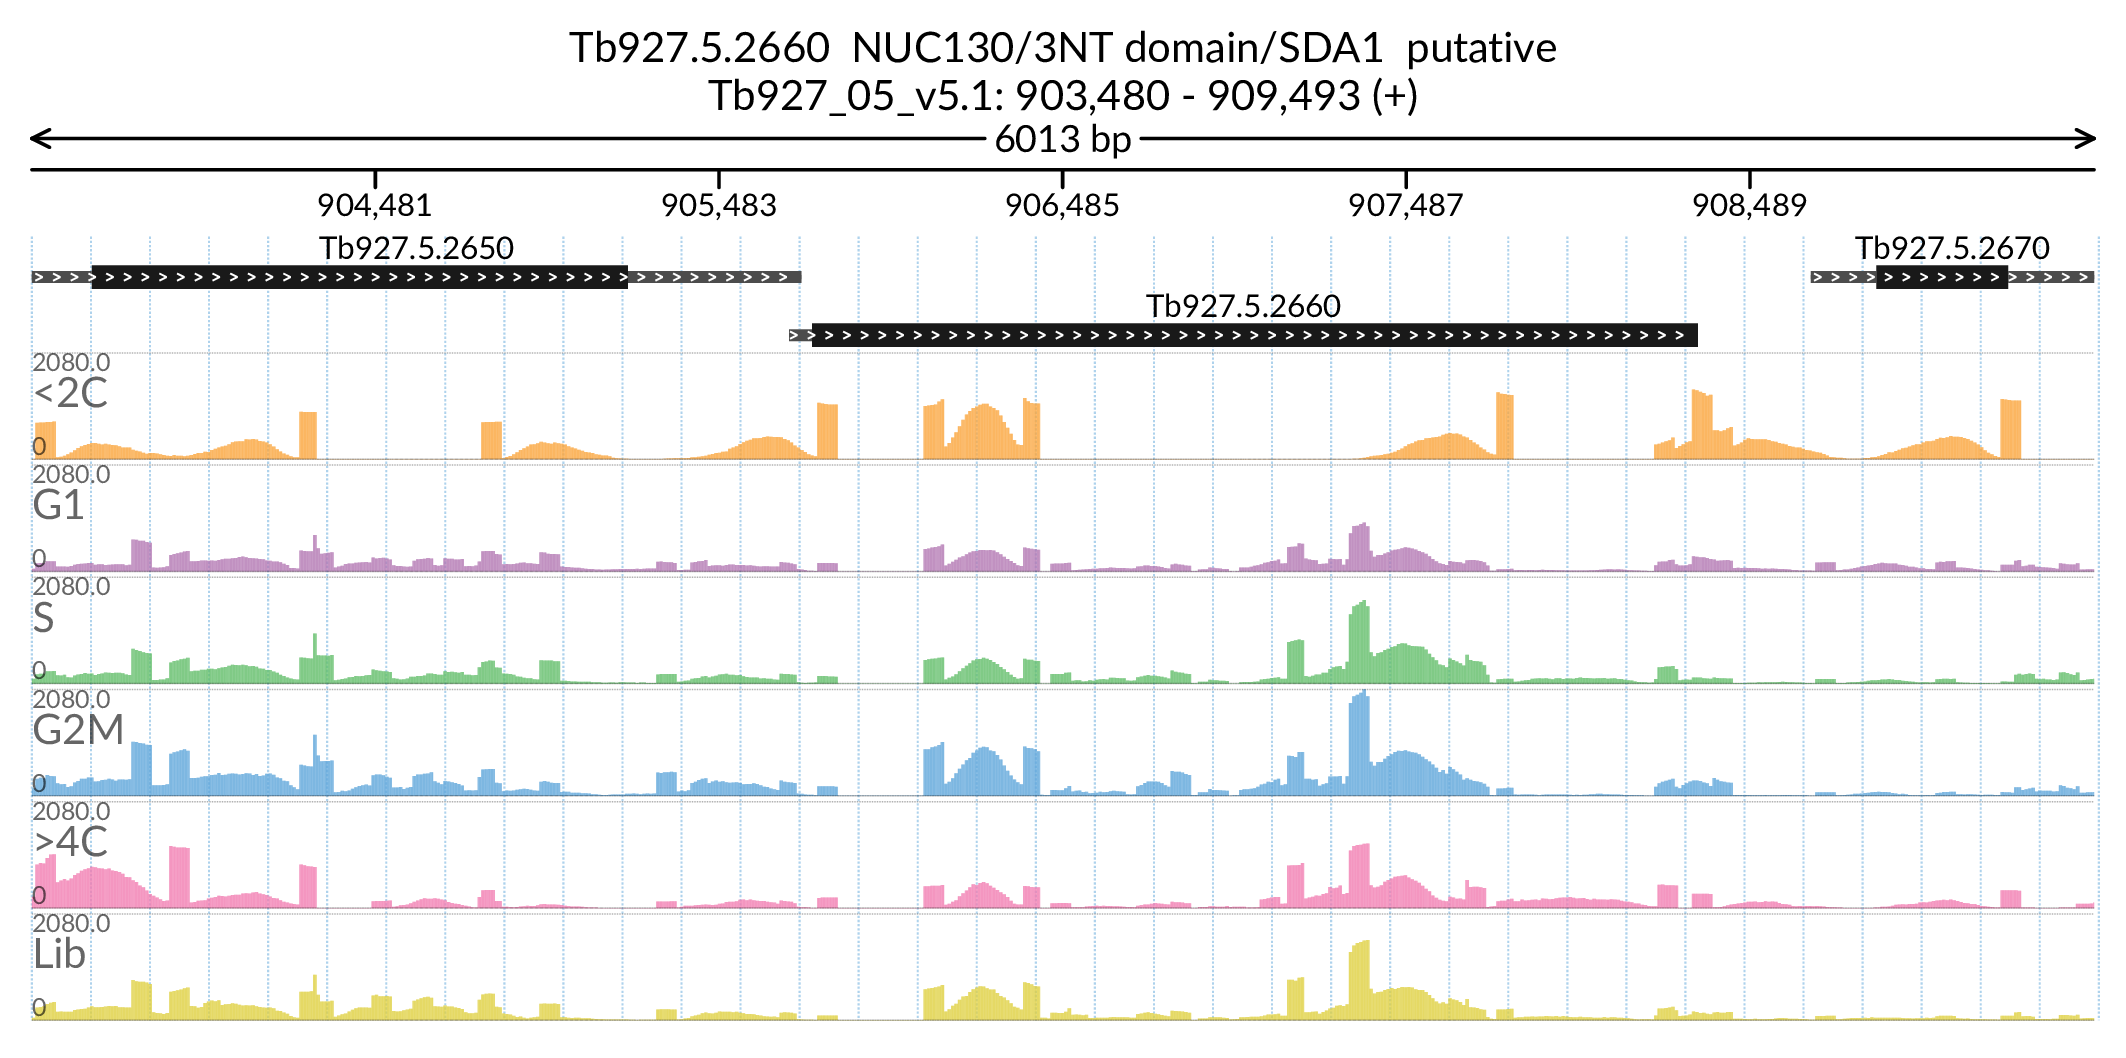 Tb927.5.2660  NUC130/3NT domain/SDA1  putative
Tb927_05_v5.1: 903,480 - 909,493 (+)
6013 bp
904,481 905,483 906,485 907,487 908,489
Tb927.5.2650 Tb927.5.2670
Tb927.5.2660
2080.0
<2C
0
2080.0
G1
0
2080.0
S
0
2080.0
G2M
0
2080.0
>4C
0
2080.0
Lib
0